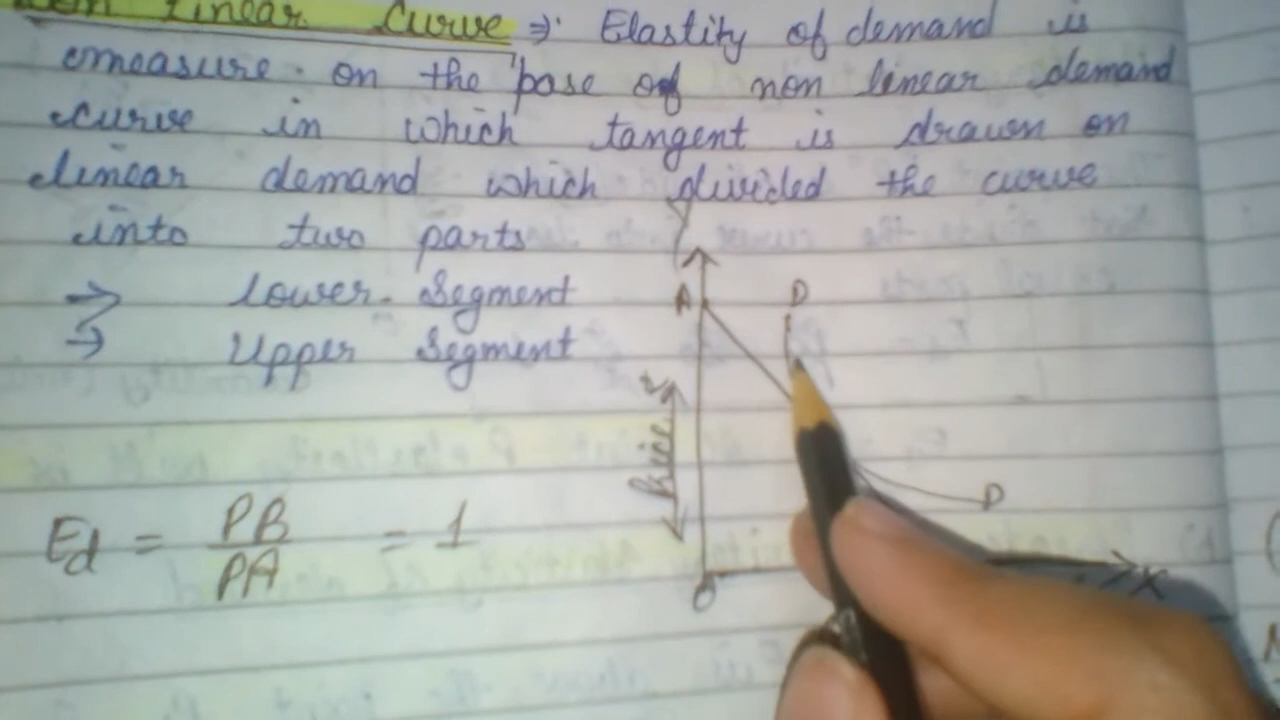 Non Linear Curve ⇒ Elastity of demand is
measure on the base of non linear demand
curve in which tangent is drawn on
linear demand which divided the curve
into two parts
→ Lower Segment
→ Upper Segment
Y
A D
Price
D
Ed = PB/PA = 1
O X